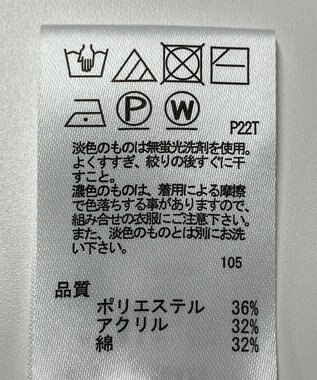 P W
P22T
淡色のものは無蛍光洗剤を使用。
よくすすぎ、絞りの後すぐに干
すこと。
濃色のものは、着用による摩擦
で色落ちする事がありますので、
組み合せの衣服にご注意下さい。
また、淡色のものとは別にお洗
い下さい。
105
品質
ポリエステル 36%
アクリル 32%
綿 32%